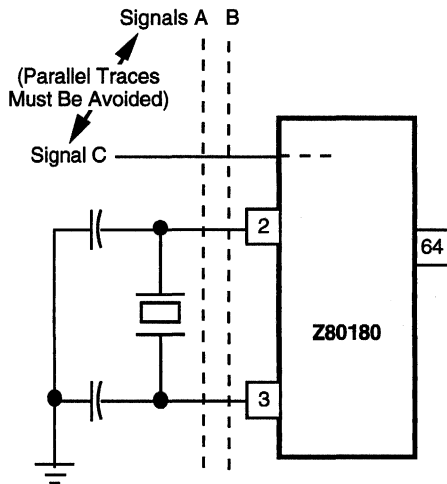 Signals A B
(Parallel Traces
Must Be Avoided)
Signal C
2
64
Z80180
3